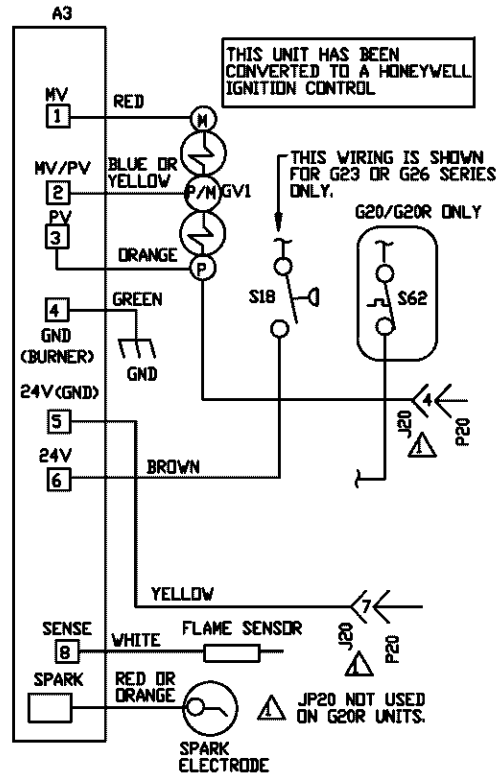 A3
THIS UNIT HAS BEEN
CONVERTED TO A HONEYWELL
IGNITION CONTROL
MV
1
RED
M
MV/PV
2
BLUE OR
YELLOW
P/M
GV1
PV
3
ORANGE
P
THIS WIRING IS SHOWN
FOR G23 OR G26 SERIES
ONLY.
G20/G20R ONLY
S18
S62
4
GREEN
GND
(BURNER)
GND
24V(GND)
5
4
J20
1
P20
24V
6
BROWN
YELLOW
7
J20
1
P20
SENSE
8
WHITE
FLAME SENSOR
SPARK
RED OR
ORANGE
SPARK
ELECTRODE
1
JP20 NOT USED
ON G20R UNITS.